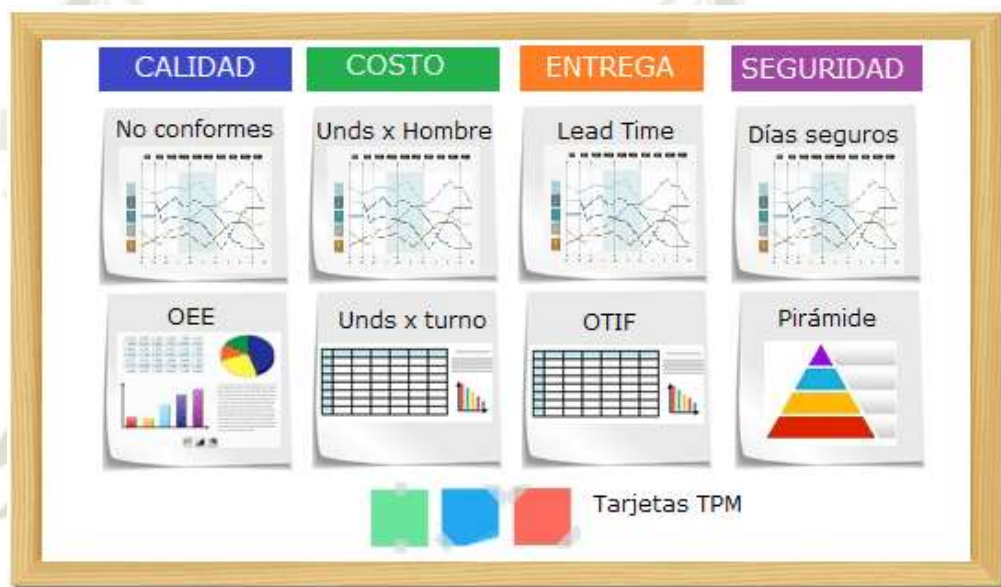 CALIDAD
COSTO
ENTREGA
SEGURIDAD
No conformes
Unds x Hombre
Lead Time
Días seguros
OEE
Unds x turno
OTIF
Pirámide
Tarjetas TPM